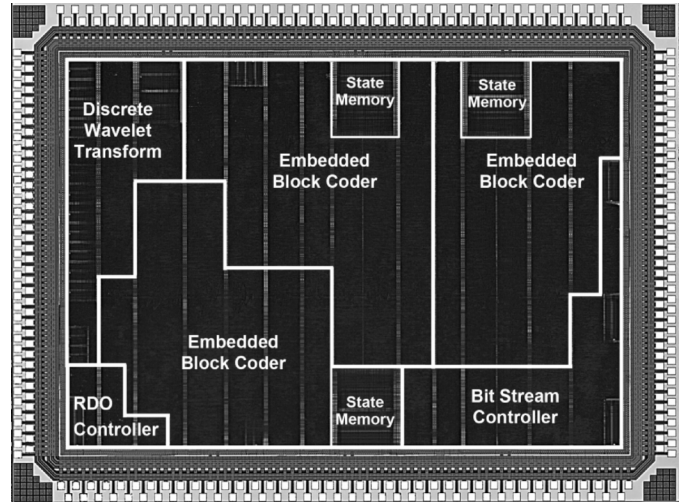 Discrete
Wavelet
Transform
State
Memory
State
Memory
Embedded
Block Coder
Embedded
Block Coder
Embedded
Block Coder
RDO
Controller
State
Memory
Bit Stream
Controller